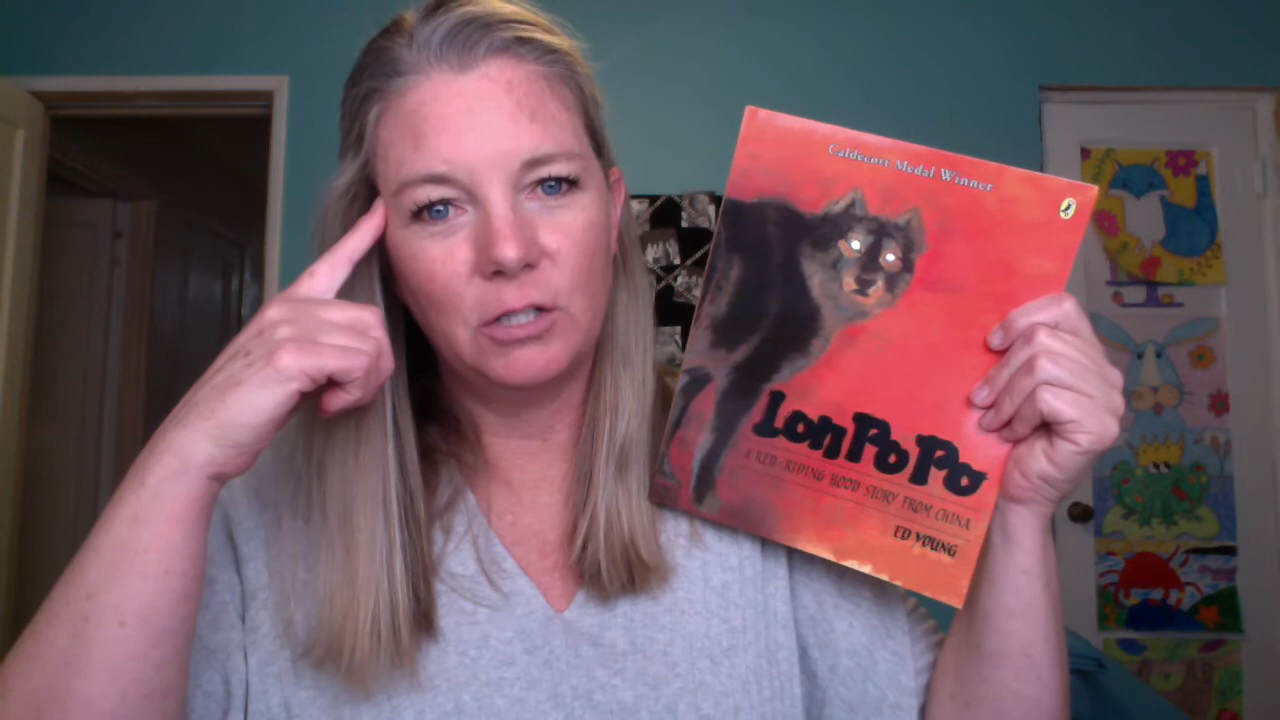 Caldecott Medal Winner
Lon Po Po
A RED-RIDING HOOD STORY FROM CHINA
ED YOUNG